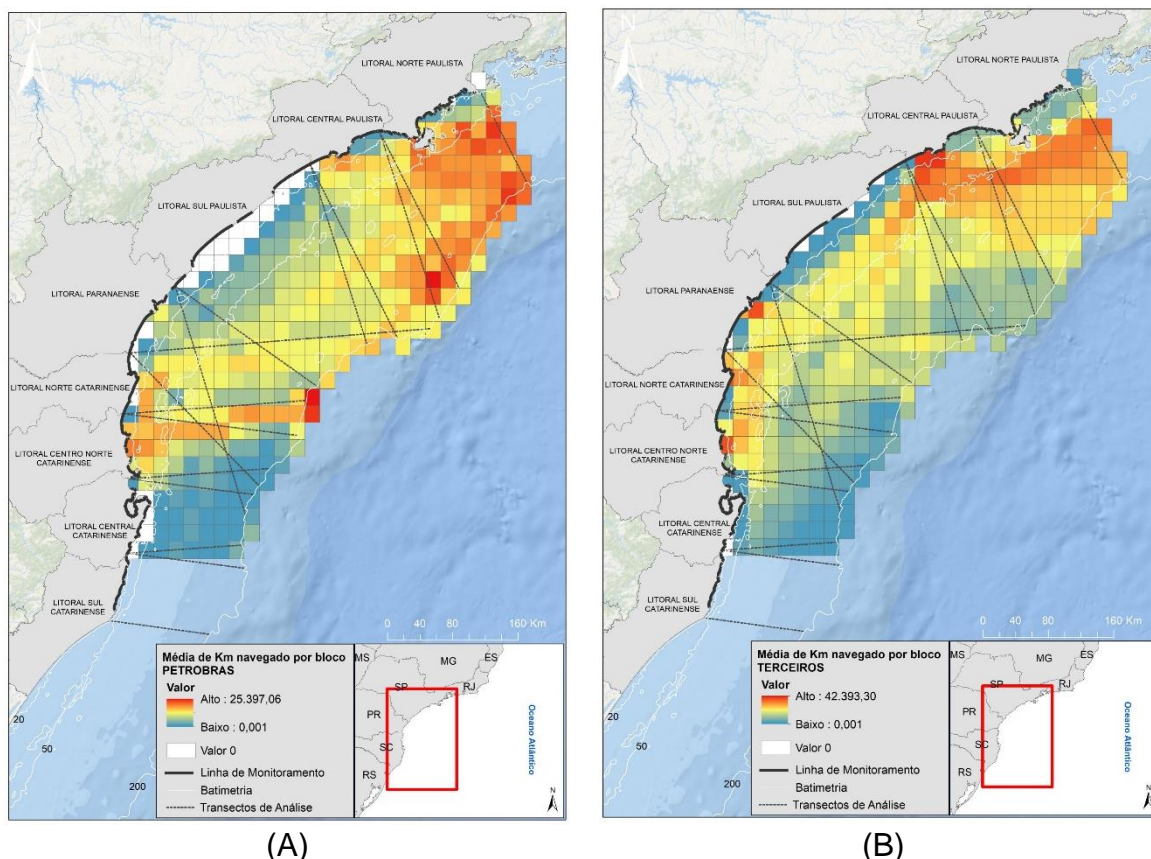 LITORAL NORTE PAULISTA
LITORAL CENTRAL PAULISTA
LITORAL SUL PAULISTA
LITORAL PARANAENSE
LITORAL NORTE CATARINENSE
LITORAL CENTRO NORTE
CATARINENSE
LITORAL CENTRAL
CATARINENSE
LITORAL SUL
CATARINENSE
0 40 80 160 Km
20
50
200
Média de Km navegado por bloco
PETROBRAS
Valor
Alto : 25.397,06
Baixo : 0,001
Valor 0
Linha de Monitoramento
Batimetria
Transectos de Análise
MS
MG
ES
SP
RJ
PR
SC
RS
Oceano Atlântico
N
(A)
LITORAL NORTE PAULISTA
LITORAL CENTRAL PAULISTA
LITORAL SUL PAULISTA
LITORAL PARANAENSE
LITORAL NORTE CATARINENSE
LITORAL CENTRO NORTE
CATARINENSE
LITORAL CENTRAL
CATARINENSE
LITORAL SUL
CATARINENSE
0 40 80 160 Km
20
50
200
Média de Km navegado por bloco
TERCEIROS
Valor
Alto : 42.393,30
Baixo : 0,001
Valor 0
Linha de Monitoramento
Batimetria
Transectos de Análise
MS
MG
ES
SP
RJ
PR
SC
RS
Oceano Atlântico
N
(B)